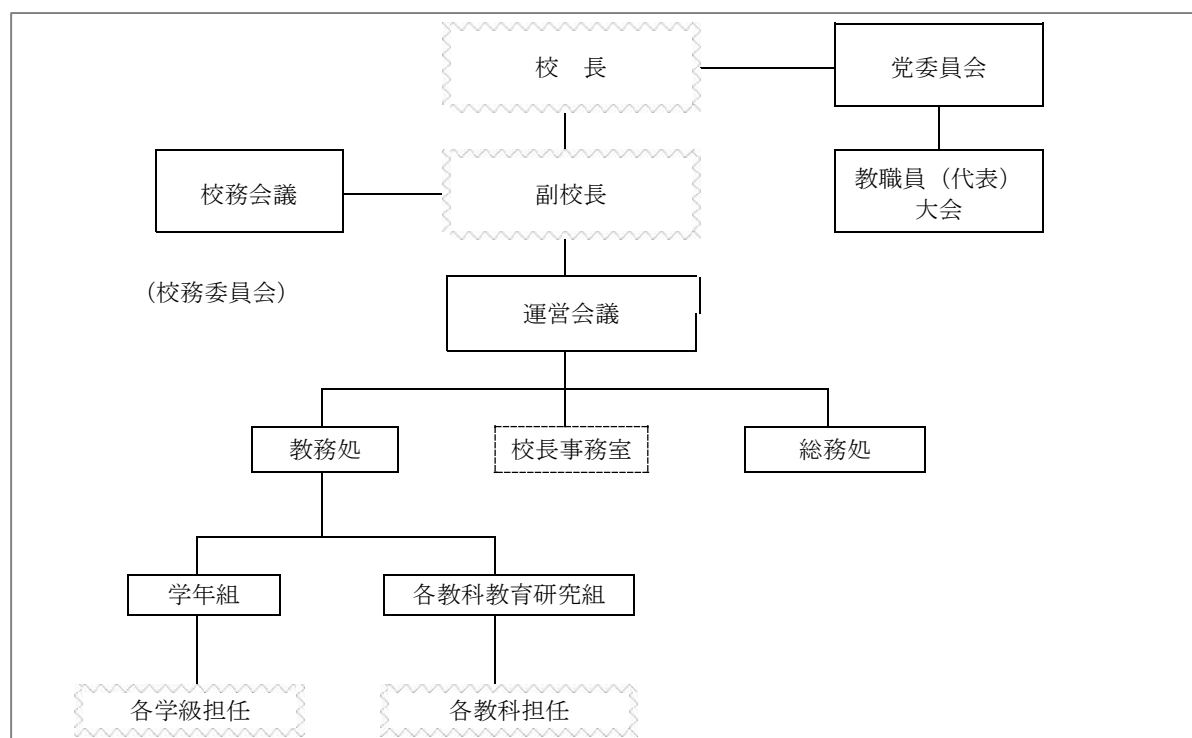 校　長
党委員会
校務会議
副校長
教職員（代表）
大会
（校務委員会）
運営会議
教務処
校長事務室
総務処
学年組
各教科教育研究組
各学級担任
各教科担任